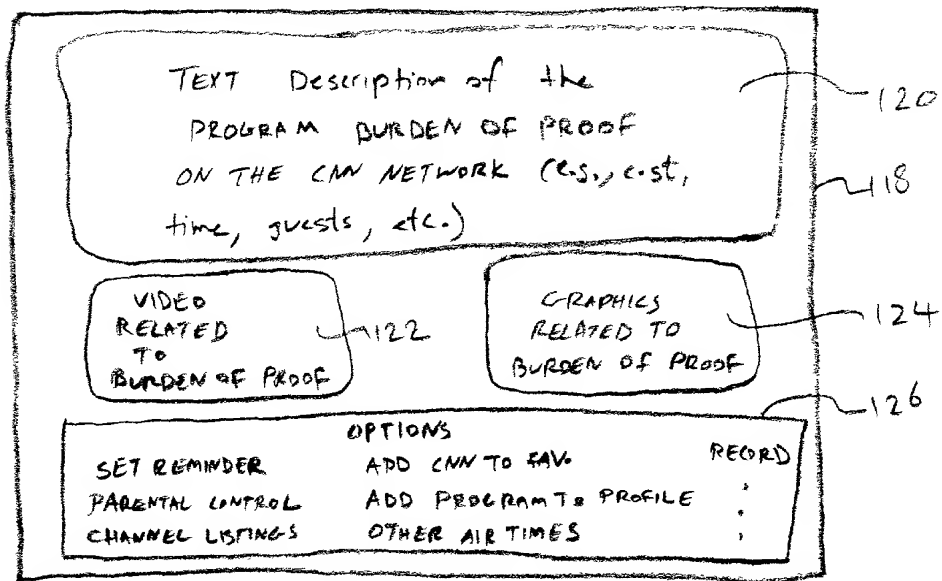 TEXT Description of the
PROGRAM BURDEN OF PROOF
ON THE CNN NETWORK (e.g., cost,
time, guests, etc.)
120
118
VIDEO
RELATED
TO
BURDEN OF PROOF
122
GRAPHICS
RELATED TO
BURDEN OF PROOF
124
126
OPTIONS
SET REMINDER ADD CNN TO FAV. RECORD
PARENTAL CONTROL ADD PROGRAM TO PROFILE
CHANNEL LISTINGS OTHER AIR TIMES